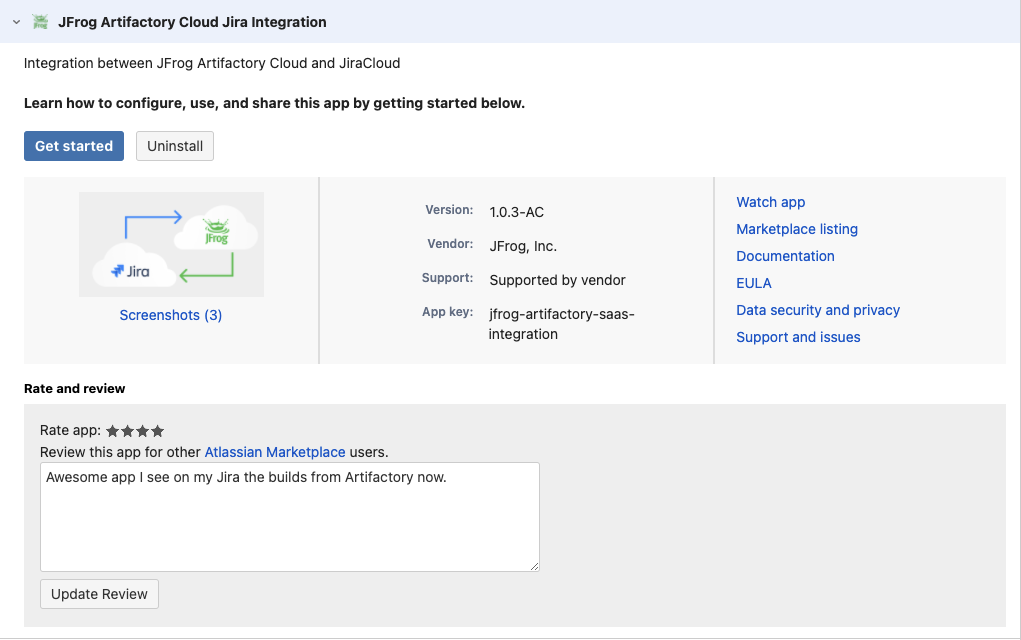 JFrog Artifactory Cloud Jira Integration
Integration between JFrog Artifactory Cloud and JiraCloud
Learn how to configure, use, and share this app by getting started below.
Get started
Uninstall
JFrog
Jira
Screenshots (3)
Version: 1.0.3-AC
Vendor: JFrog, Inc.
Support: Supported by vendor
App key: jfrog-artifactory-saas-
integration
Watch app
Marketplace listing
Documentation
EULA
Data security and privacy
Support and issues
Rate and review
Rate app:
Review this app for other Atlassian Marketplace users.
Awesome app I see on my Jira the builds from Artifactory now.
Update Review